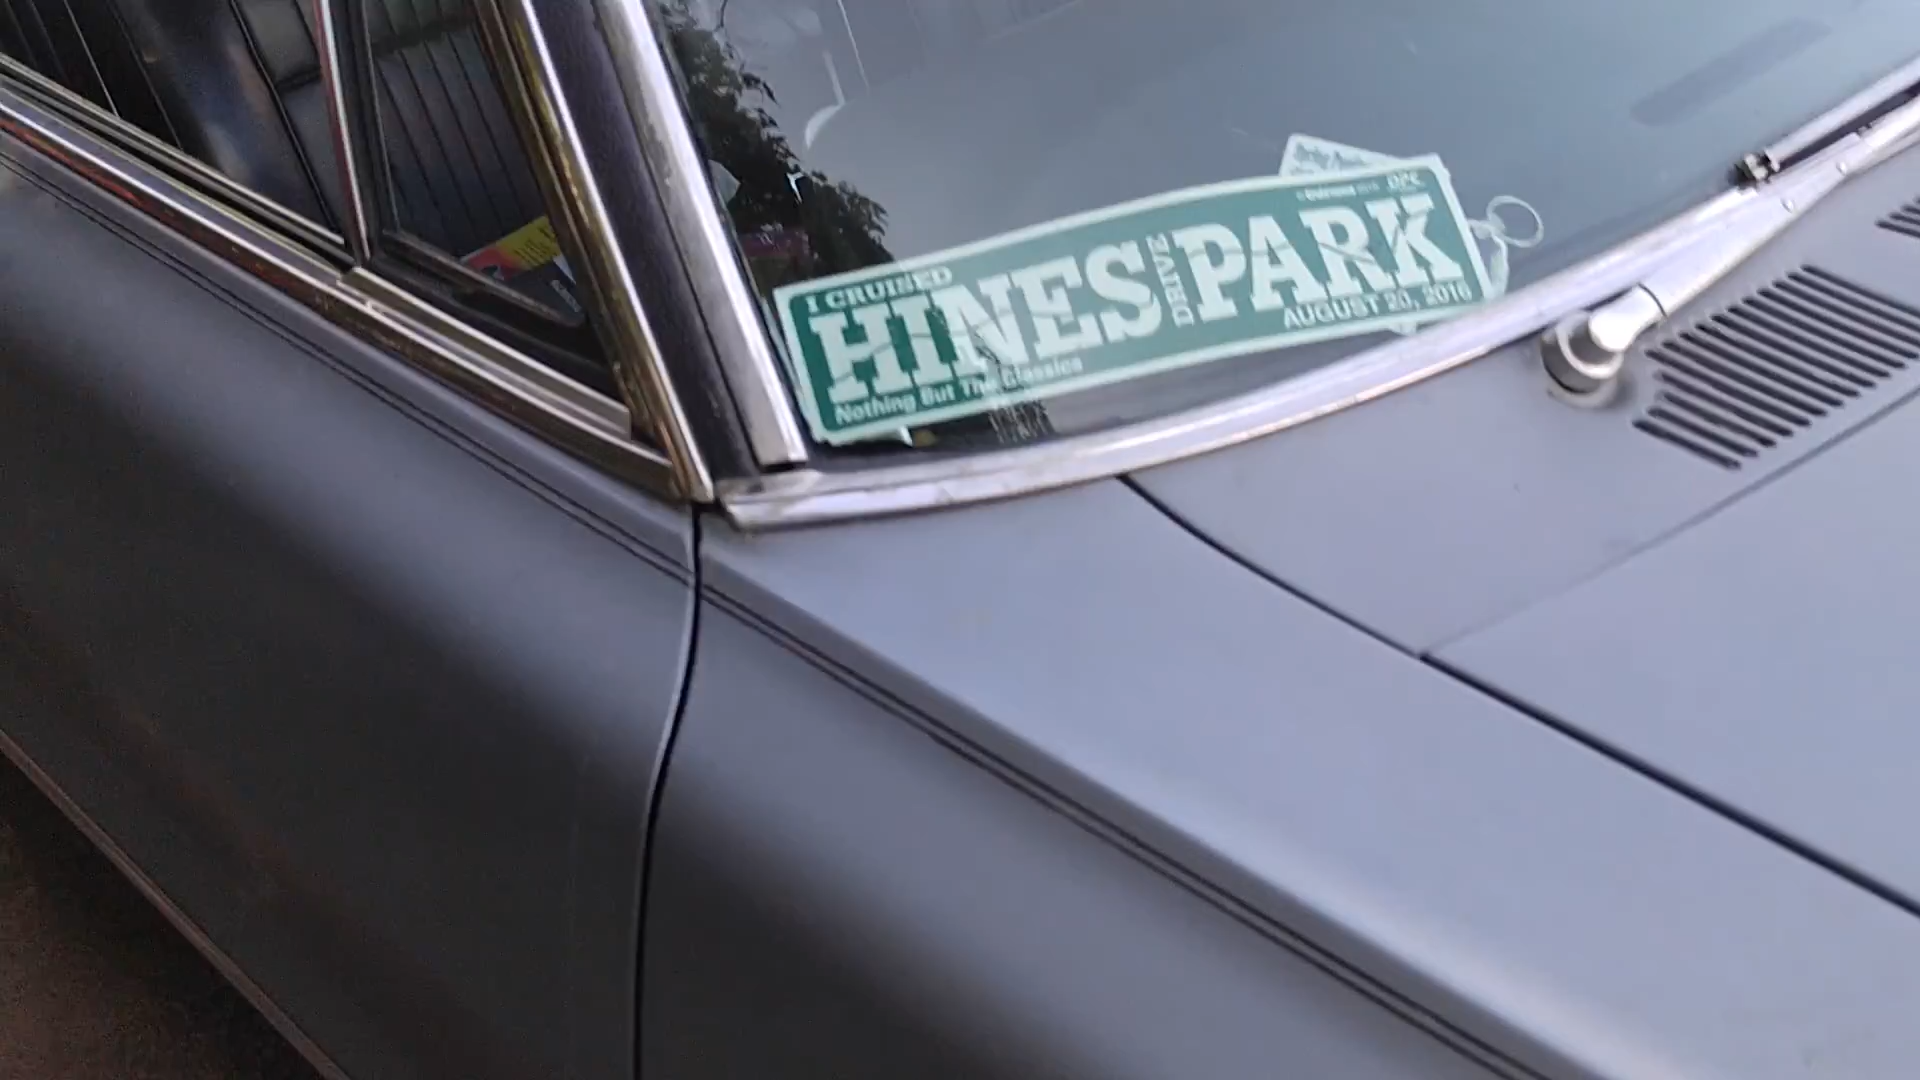 I CRUISED
HINES DRIVE PARK
AUGUST 20, 2016
Nothing But The Classics